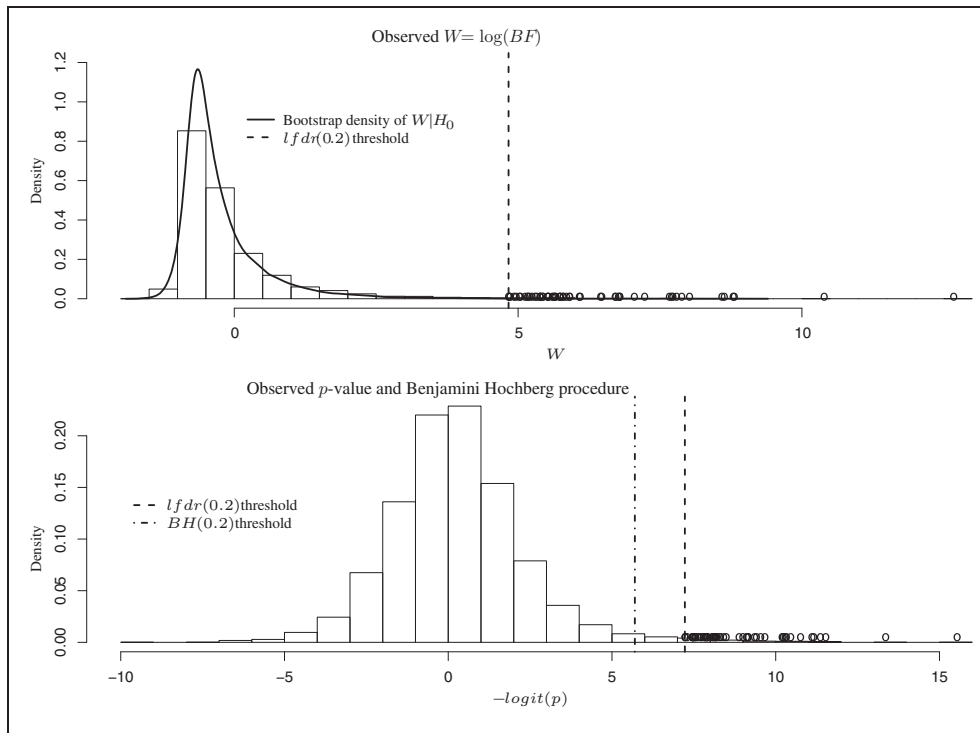 Observed W= log(BF)
1.2
1.0
0.8
0.6
0.4
0.2
0.0
Density
Bootstrap density of W|H₀
lfdr(0.2)threshold
0
5
10
W
Observed p-value and Benjamini Hochberg procedure
0.20
0.15
0.10
0.05
0.00
Density
lfdr(0.2)threshold
BH(0.2)threshold
-10
-5
0
5
10
15
−logit(p)